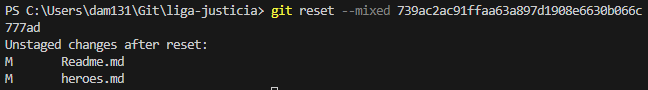 PS C:\Users\dam131\Git\liga-justicia> git reset --mixed 739ac2ac91ffaa63a897d1908e6630b066c
777ad
Unstaged changes after reset:
M       Readme.md
M       heroes.md